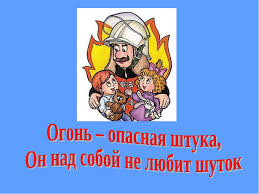 Огонь – опасная штука,
Он над собой не любит шуток